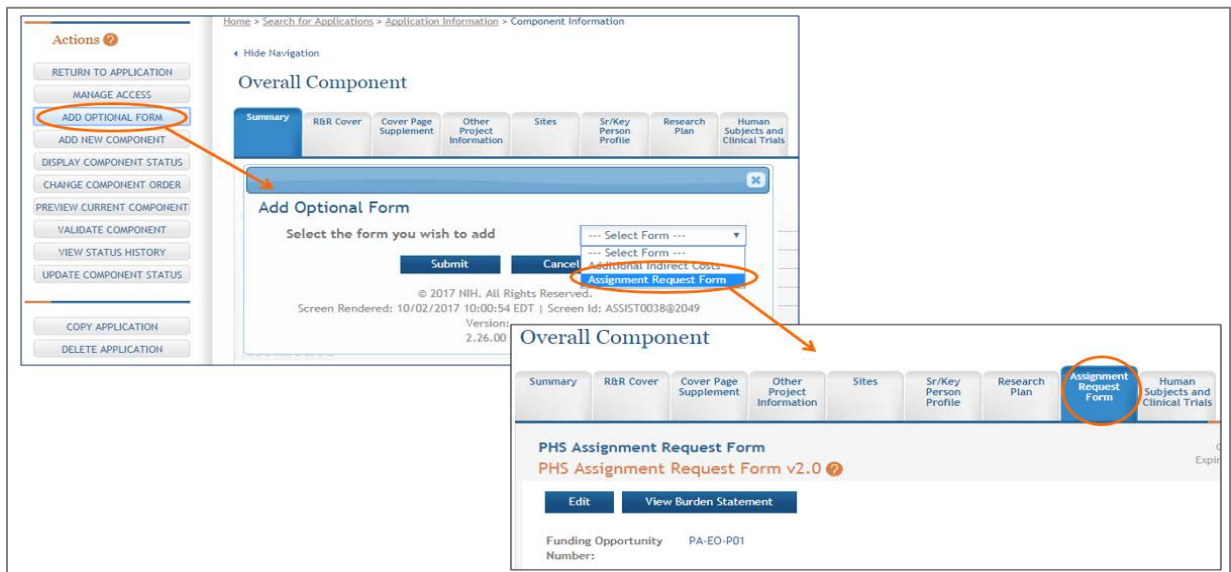 Home > Search for Applications > Application Information > Component Information
Actions ?
RETURN TO APPLICATION
MANAGE ACCESS
ADD OPTIONAL FORM
ADD NEW COMPONENT
DISPLAY COMPONENT STATUS
CHANGE COMPONENT ORDER
PREVIEW CURRENT COMPONENT
VALIDATE COMPONENT
VIEW STATUS HISTORY
UPDATE COMPONENT STATUS
COPY APPLICATION
DELETE APPLICATION
Hide Navigation
Overall Component
Summary
R&R Cover
Cover Page
Supplement
Other
Project
Information
Sites
Sr/Key
Person
Profile
Research
Plan
Human
Subjects and
Clinical Trials
Add Optional Form
Select the form you wish to add
--- Select Form ---
--- Select Form ---
Additional Indirect Costs
Assignment Request Form
Submit
Cancel
© 2017 NIH. All Rights Reserved.
Screen Rendered: 10/02/2017 10:00:54 EDT | Screen Id: ASSIST0038@2049
Version:
2.26.00
Overall Component
Summary
R&R Cover
Cover Page
Supplement
Other
Project
Information
Sites
Sr/Key
Person
Profile
Research
Plan
Assignment
Request
Form
Human
Subjects and
Clinical Trials
PHS Assignment Request Form
PHS Assignment Request Form v2.0 ?
Expir
Edit
View Burden Statement
Funding Opportunity
Number:
PA-EO-P01